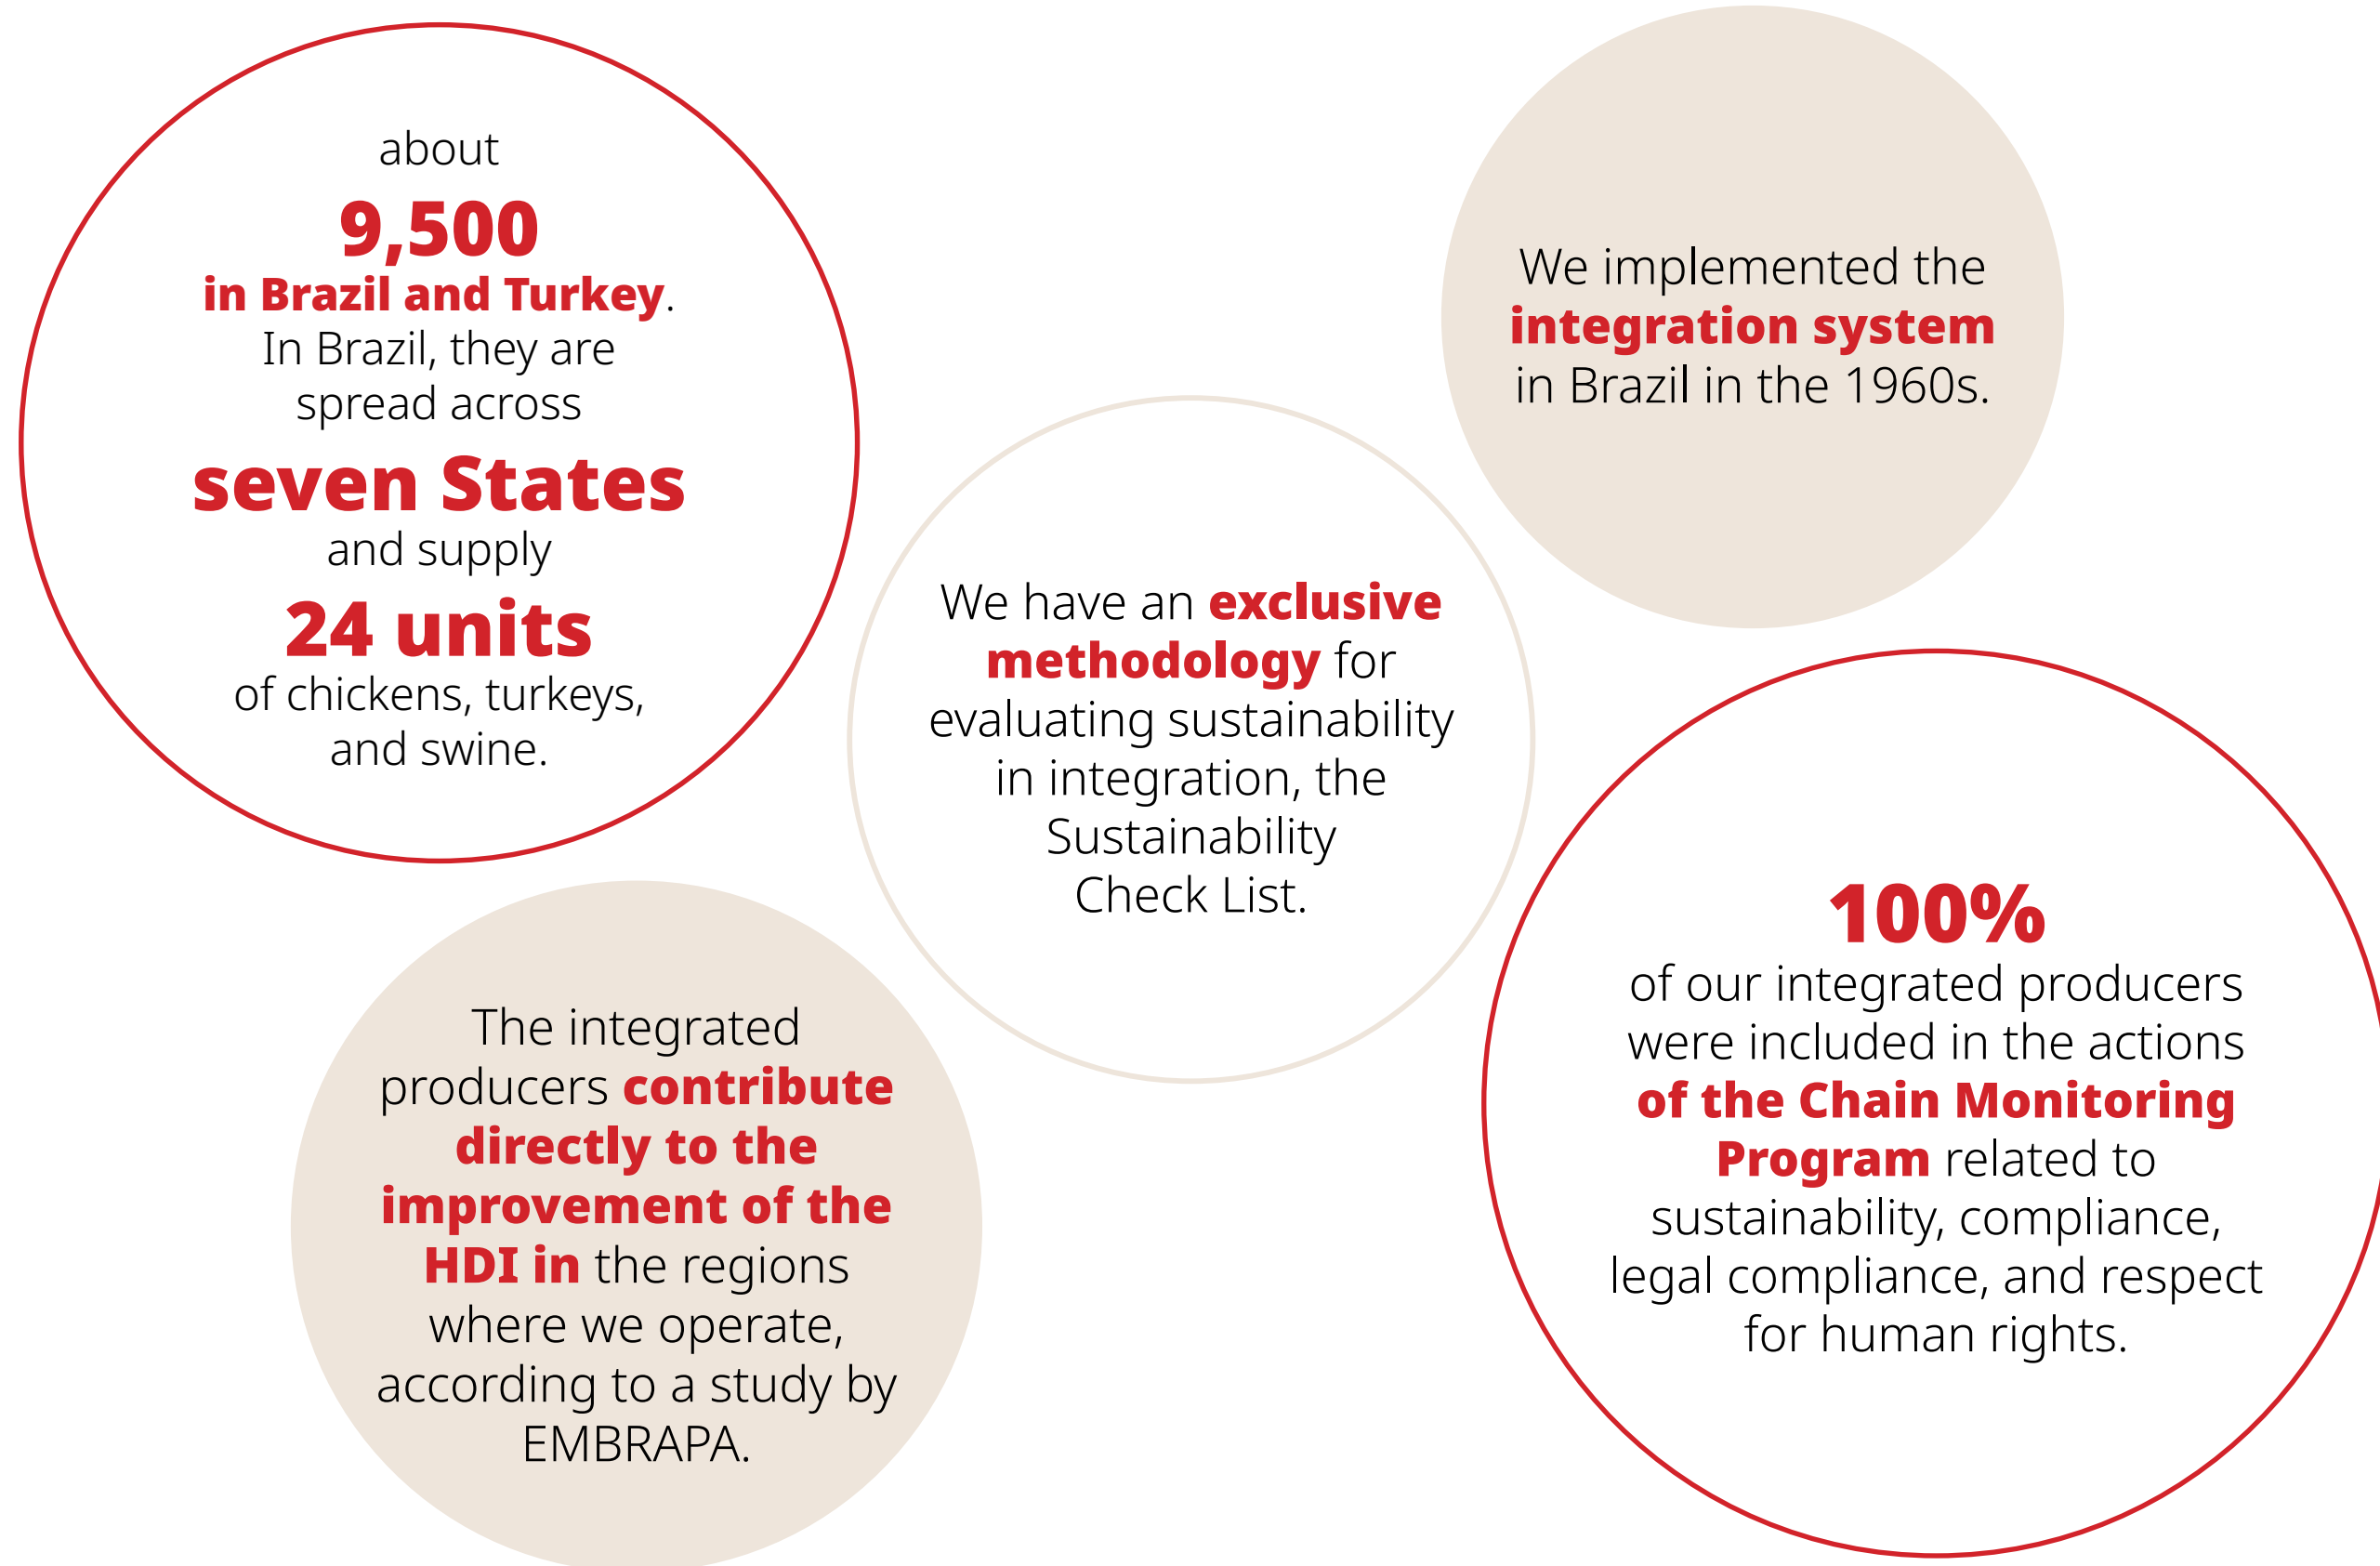 about
9,500
in Brazil and Turkey.
In Brazil, they are
spread across
seven States
and supply
24 units
of chickens, turkeys,
and swine.
We implemented the
integration system
in Brazil in the 1960s.
We have an exclusive
methodology for
evaluating sustainability
in integration, the
Sustainability
Check List.
The integrated
producers contribute
directly to the
improvement of the
HDI in the regions
where we operate,
according to a study by
EMBRAPA.
100%
of our integrated producers
were included in the actions
of the Chain Monitoring
Program related to
sustainability, compliance,
legal compliance, and respect
for human rights.